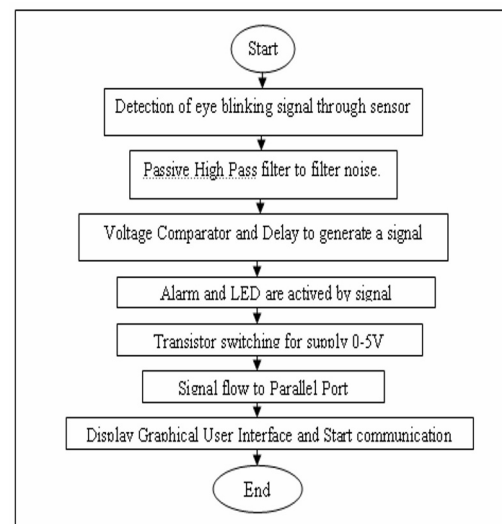 Start
Detection of eye blinking signal through sensor
Passive High Pass filter to filter noise.
Voltage Comparator and Delay to generate a signal
Alarm and LED are actived by signal
Transistor switching for supply 0-5V
Signal flow to Parallel Port
Display Graphical User Interface and Start communication
End